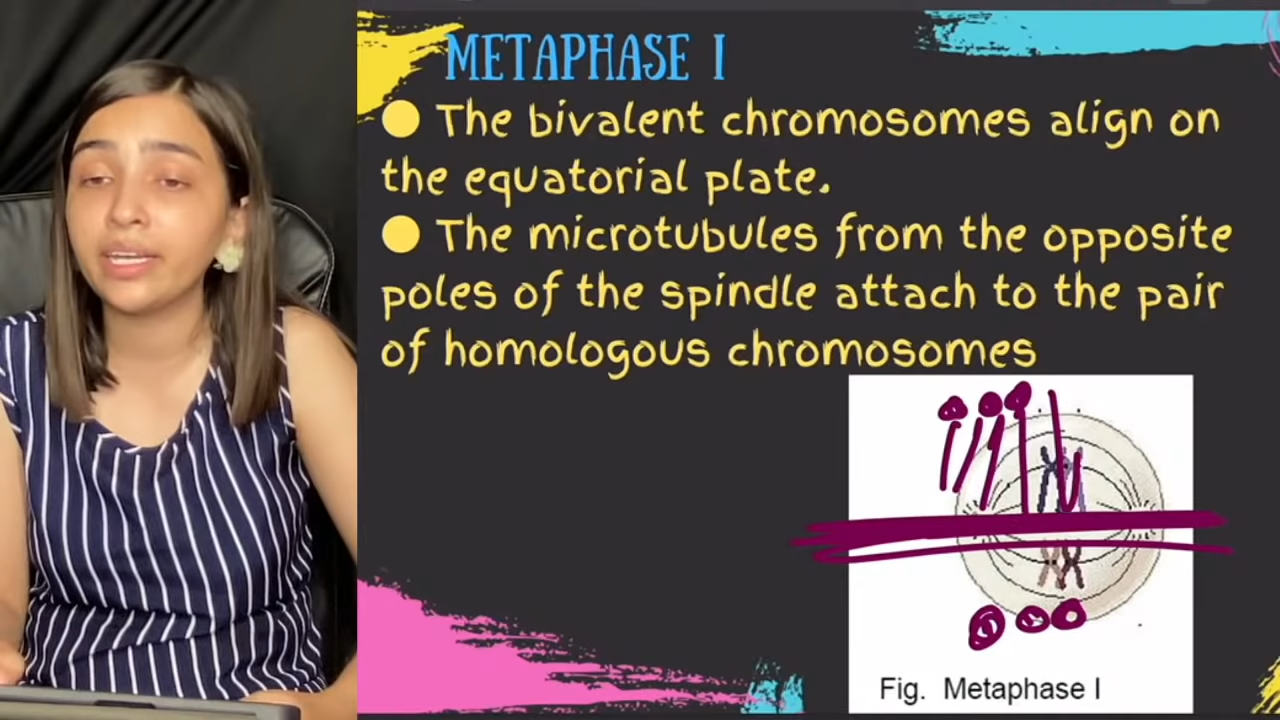 METAPHASE I
● The bivalent chromosomes align on
the equatorial plate.
● The microtubules from the opposite
poles of the spindle attach to the pair
of homologous chromosomes
Fig. Metaphase I